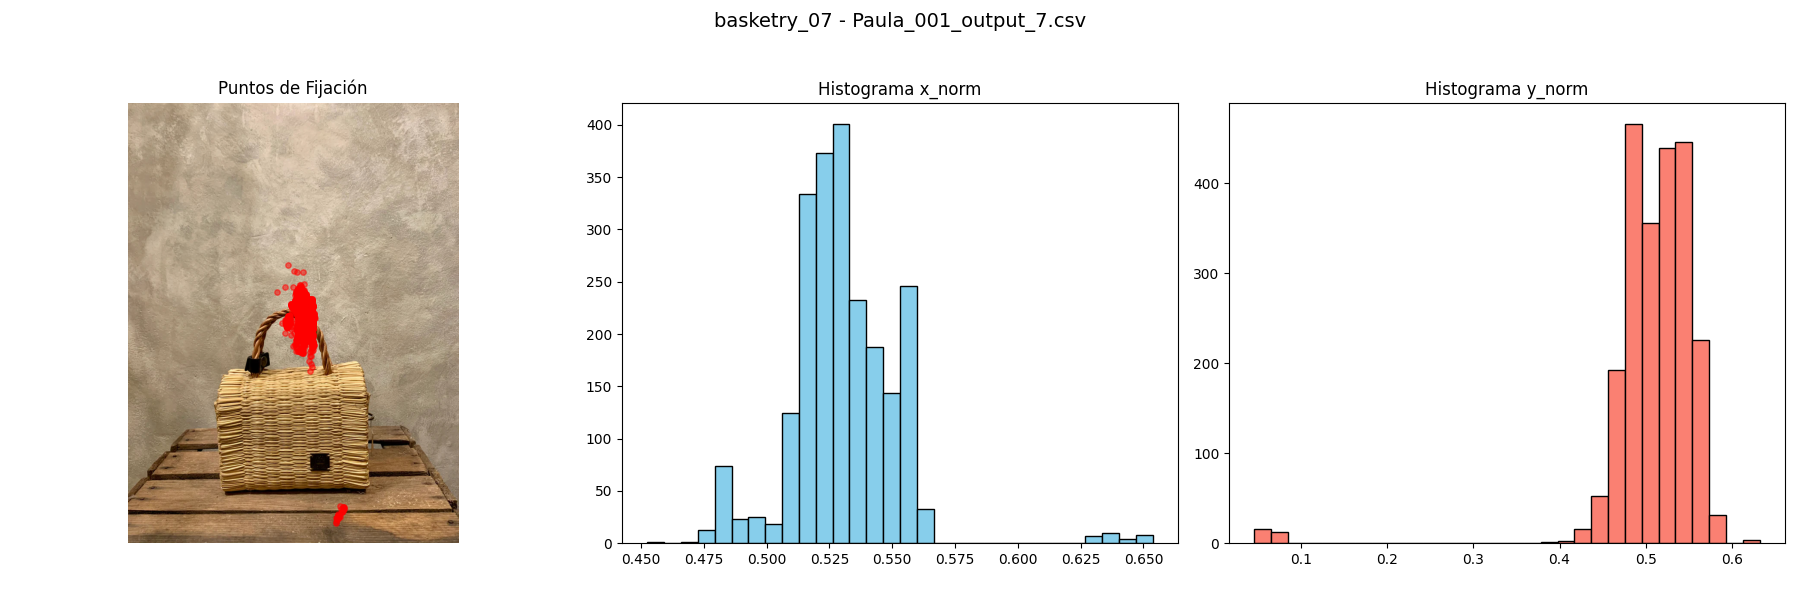 basketry_07 - Paula_001_output_7.csv
Puntos de Fijación
Histograma x_norm
400
350
300
250
200
150
100
50
0
0.450 0.475 0.500 0.525 0.550 0.575 0.600 0.625 0.650
Histograma y_norm
400
300
200
100
0
0.1 0.2 0.3 0.4 0.5 0.6